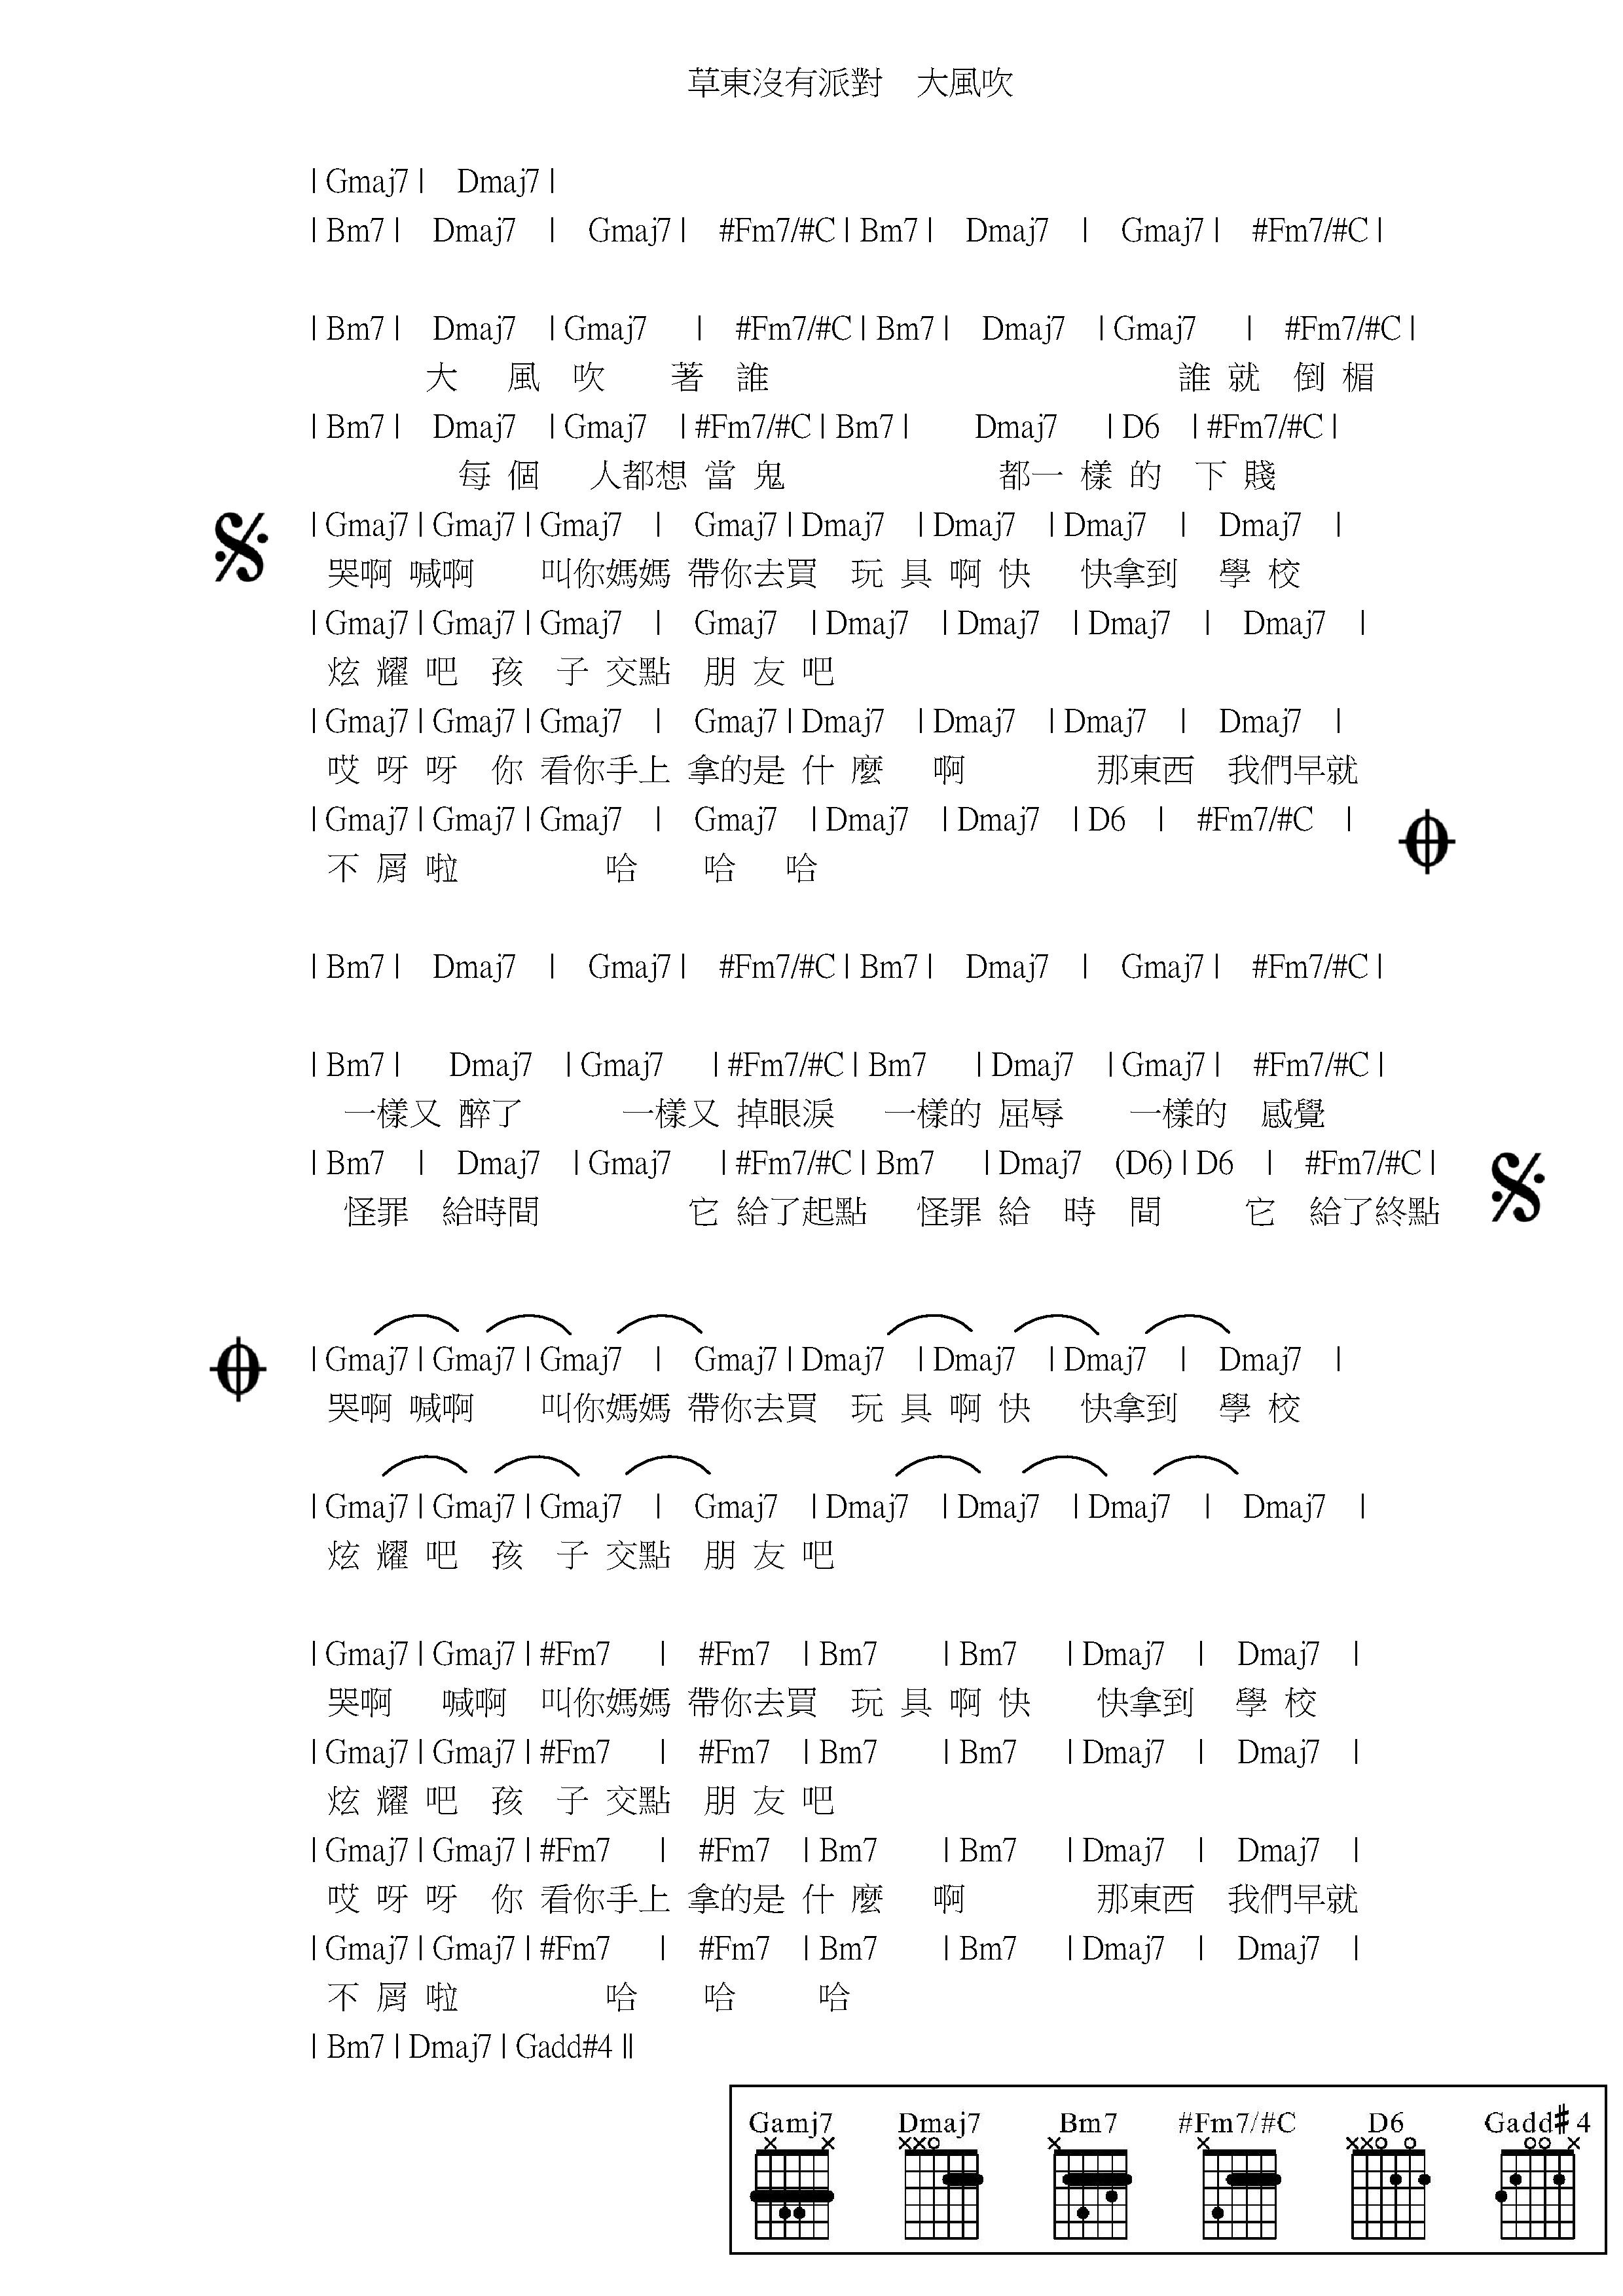 草東沒有派對 大風吹
| Gmaj7 | Dmaj7 |
| Bm7 | Dmaj7 | Gmaj7 | #Fm7/#C | Bm7 | Dmaj7 | Gmaj7 | #Fm7/#C |
| Bm7 | Dmaj7 | Gmaj7 | #Fm7/#C | Bm7 | Dmaj7 | Gmaj7 | #Fm7/#C |
大 風 吹 著 誰 誰 就 倒 楣
| Bm7 | Dmaj7 | Gmaj7 | #Fm7/#C | Bm7 | Dmaj7 | D6 | #Fm7/#C |
每 個 人都想 當 鬼 都一 樣 的 下 賤
| Gmaj7 | Gmaj7 | Gmaj7 | Gmaj7 | Dmaj7 | Dmaj7 | Dmaj7 | Dmaj7 |
哭啊 喊啊 叫你媽媽 帶你去買 玩 具 啊 快 快拿到 學 校
| Gmaj7 | Gmaj7 | Gmaj7 | Gmaj7 | Dmaj7 | Dmaj7 | Dmaj7 | Dmaj7 |
炫 耀 吧 孩 子 交點 朋 友 吧
| Gmaj7 | Gmaj7 | Gmaj7 | Gmaj7 | Dmaj7 | Dmaj7 | Dmaj7 | Dmaj7 |
哎 呀 呀 你 看你手上 拿的是 什 麼 啊 那東西 我們早就
| Gmaj7 | Gmaj7 | Gmaj7 | Gmaj7 | Dmaj7 | Dmaj7 | D6 | #Fm7/#C |
不 屑 啦 哈 哈 哈
| Bm7 | Dmaj7 | Gmaj7 | #Fm7/#C | Bm7 | Dmaj7 | Gmaj7 | #Fm7/#C |
| Bm7 | Dmaj7 | Gmaj7 | #Fm7/#C | Bm7 | Dmaj7 | Gmaj7 | #Fm7/#C |
一樣又 醉了 一樣又 掉眼淚 一樣的 屈辱 一樣的 感覺
| Bm7 | Dmaj7 | Gmaj7 | #Fm7/#C | Bm7 | Dmaj7 (D6) | D6 | #Fm7/#C |
怪罪 給時間 它 給了起點 怪罪 給 時 間 它 給了終點
| Gmaj7 | Gmaj7 | Gmaj7 | Gmaj7 | Dmaj7 | Dmaj7 | Dmaj7 | Dmaj7 |
哭啊 喊啊 叫你媽媽 帶你去買 玩 具 啊 快 快拿到 學 校
| Gmaj7 | Gmaj7 | Gmaj7 | Gmaj7 | Dmaj7 | Dmaj7 | Dmaj7 | Dmaj7 |
炫 耀 吧 孩 子 交點 朋 友 吧
| Gmaj7 | Gmaj7 | #Fm7 | #Fm7 | Bm7 | Bm7 | Dmaj7 | Dmaj7 |
哭啊 喊啊 叫你媽媽 帶你去買 玩 具 啊 快 快拿到 學 校
| Gmaj7 | Gmaj7 | #Fm7 | #Fm7 | Bm7 | Bm7 | Dmaj7 | Dmaj7 |
炫 耀 吧 孩 子 交點 朋 友 吧
| Gmaj7 | Gmaj7 | #Fm7 | #Fm7 | Bm7 | Bm7 | Dmaj7 | Dmaj7 |
哎 呀 呀 你 看你手上 拿的是 什 麼 啊 那東西 我們早就
| Gmaj7 | Gmaj7 | #Fm7 | #Fm7 | Bm7 | Bm7 | Dmaj7 | Dmaj7 |
不 屑 啦 哈 哈 哈
| Bm7 | Dmaj7 | Gadd#4 ||
Gamj7 Dmaj7 Bm7 #Fm7/#C D6 Gadd♯4